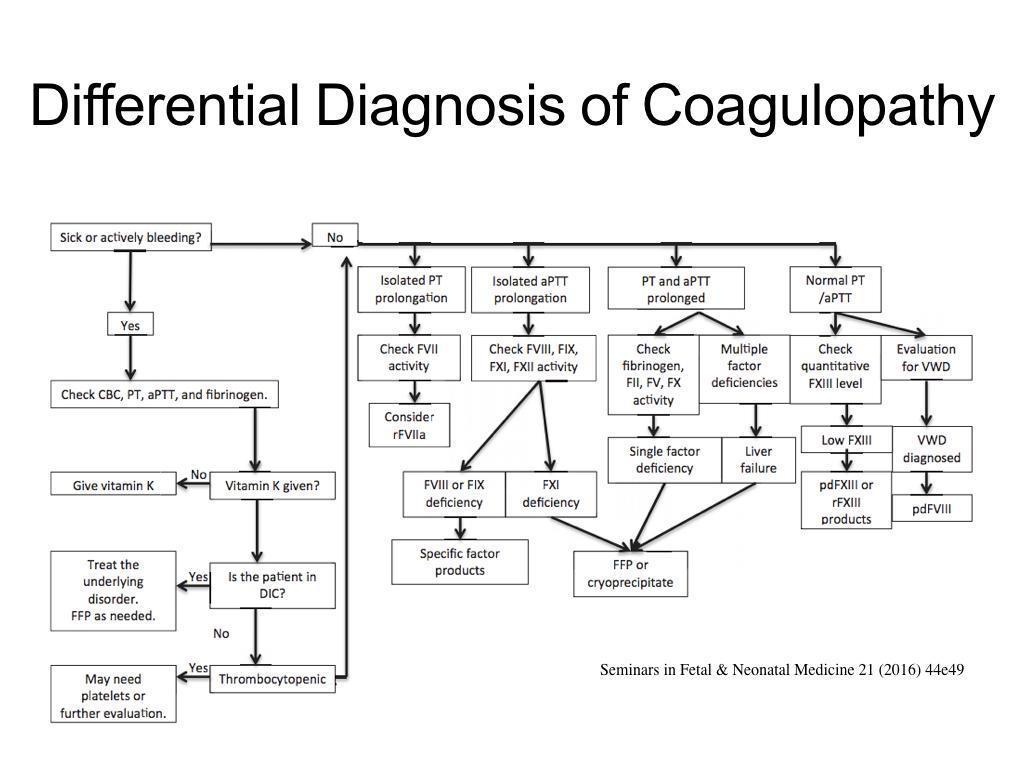 Differential Diagnosis of Coagulopathy
Sick or actively bleeding?
No
Isolated PT
prolongation
Isolated aPTT
prolongation
PT and aPTT
prolonged
Normal PT
/aPTT
Yes
Check FVII
activity
Check FVIII, FIX,
FXI, FXII activity
Check
fibrinogen,
FII, FV, FX
activity
Multiple
factor
deficiencies
Check
quantitative
FXIII level
Evaluation
for VWD
Check CBC, PT, aPTT, and fibrinogen.
Consider
rFVIIa
Single factor
deficiency
Liver
failure
Low FXIII
VWD
diagnosed
Give vitamin K
No
Vitamin K given?
FVIII or FIX
deficiency
FXI
deficiency
pdFXIII or
rFXIII
products
pdFVIII
Treat the
underlying
disorder.
FFP as needed.
Yes
Is the patient in
DIC?
Specific factor
products
FFP or
cryoprecipitate
No
May need
platelets or
further evaluation.
Yes
Thrombocytopenic
Seminars in Fetal & Neonatal Medicine 21 (2016) 44e49